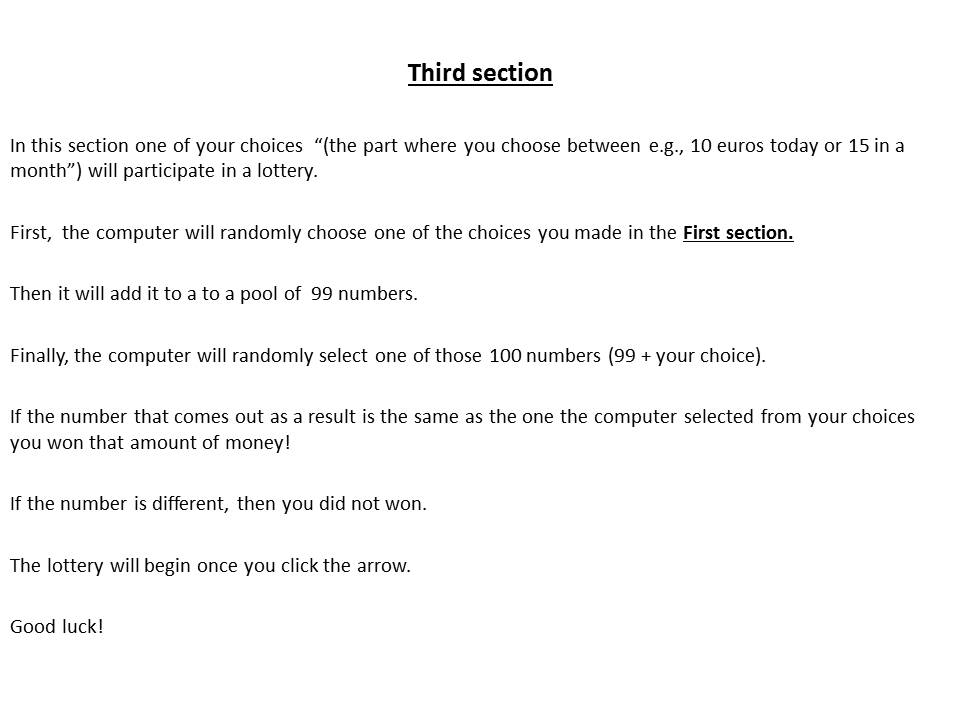 Third section
In this section one of your choices “(the part where you choose between e.g., 10 euros today or 15 in a
month”) will participate in a lottery.
First, the computer will randomly choose one of the choices you made in the First section.
Then it will add it to a to a pool of 99 numbers.
Finally, the computer will randomly select one of those 100 numbers (99 + your choice).
If the number that comes out as a result is the same as the one the computer selected from your choices
you won that amount of money!
If the number is different, then you did not won.
The lottery will begin once you click the arrow.
Good luck!